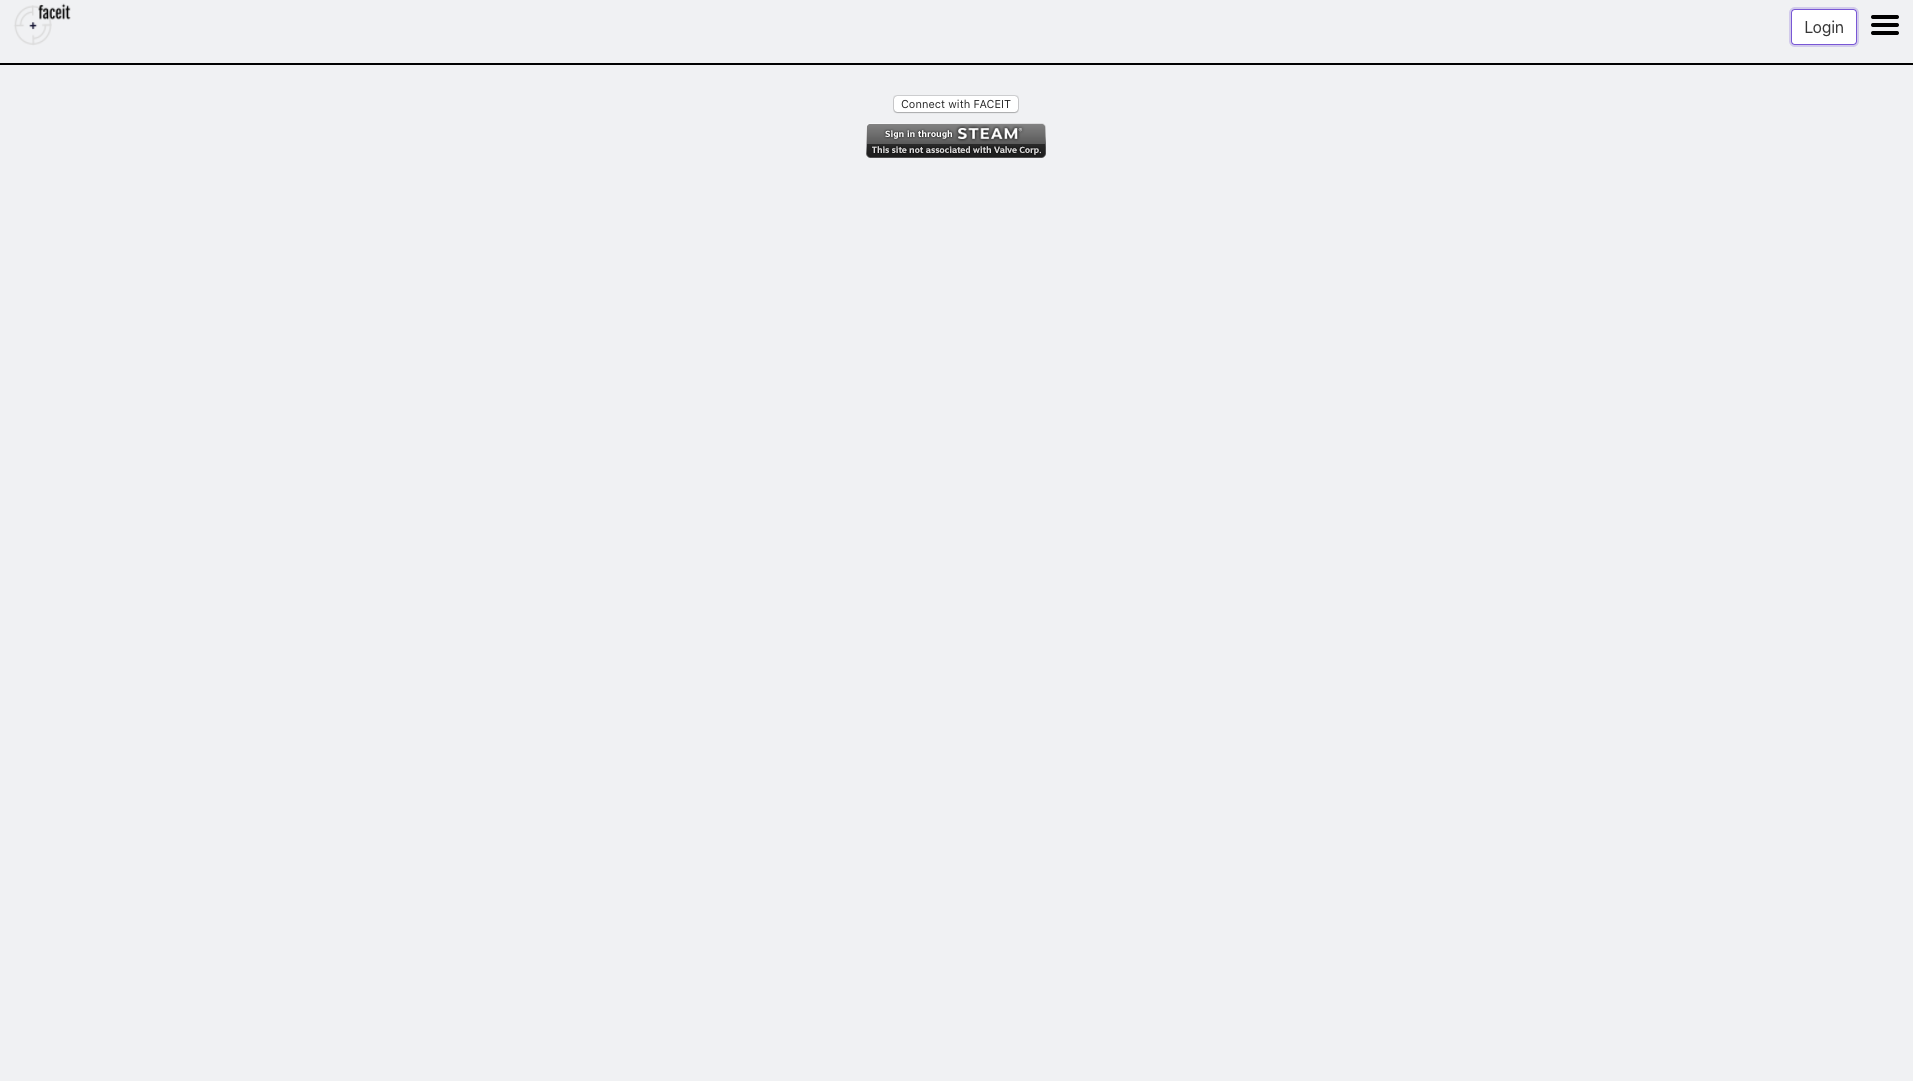 faceit
Login
Connect with FACEIT
Sign in through STEAM®
This site not associated with Valve Corp.